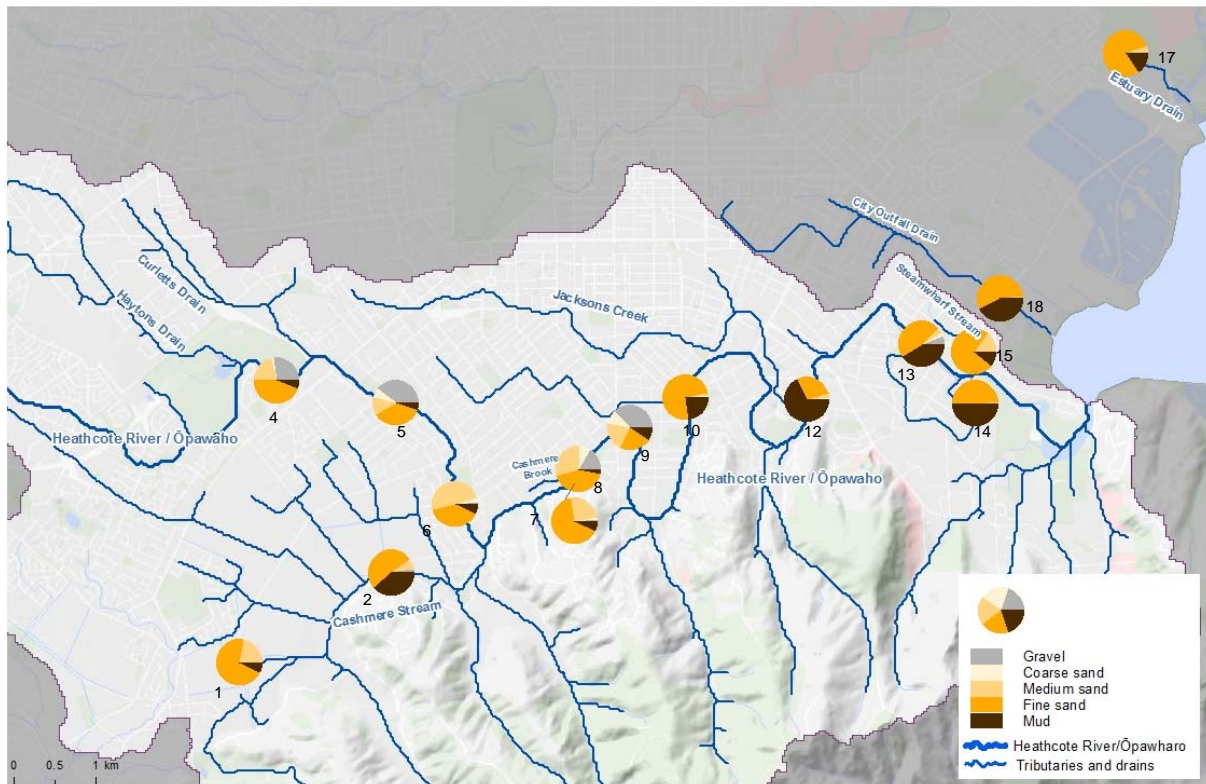 17
Estuary Drain
City Outfall Drain
Curletts Drain
Haytons Drain
Jacksons Creek
Steamwharf Stream
18
13
15
4
5
Heathcote River / Ōpawāho
10
12
14
9
Cashmere
Brook
8
Heathcote River / Ōpawaho
6
7
2
Cashmere Stream
1
Gravel
Coarse sand
Medium sand
Fine sand
Mud
Heathcote River/Ōpawharo
Tributaries and drains
0 0.5 1 km